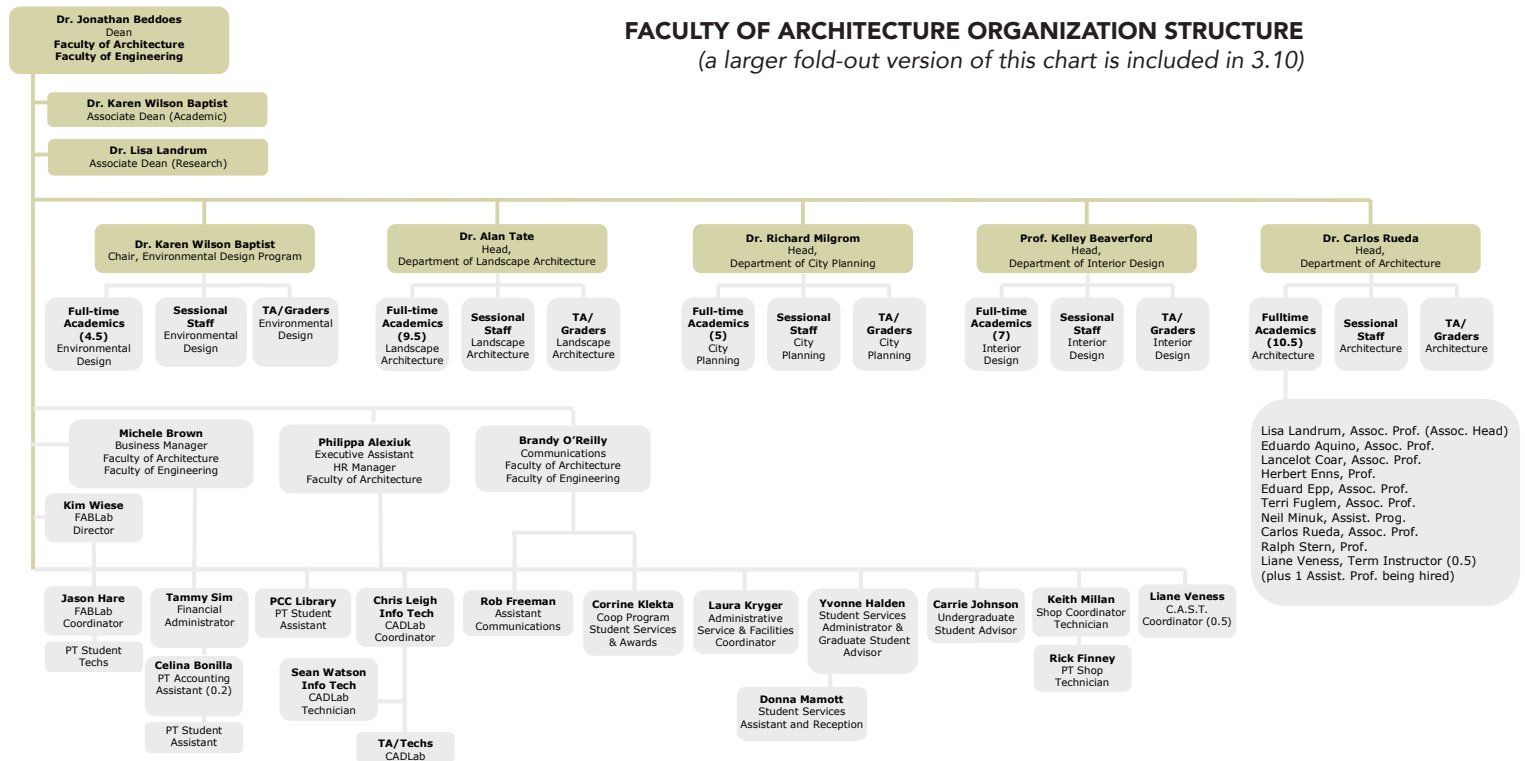 Dr. Jonathan Beddoes
Dean
Faculty of Architecture
Faculty of Engineering
FACULTY OF ARCHITECTURE ORGANIZATION STRUCTURE
(a larger fold-out version of this chart is included in 3.10)
Dr. Karen Wilson Baptist
Associate Dean (Academic)
Dr. Lisa Landrum
Associate Dean (Research)
Dr. Karen Wilson Baptist
Chair, Environmental Design Program
Dr. Alan Tate
Head,
Department of Landscape Architecture
Dr. Richard Milgrom
Head,
Department of City Planning
Prof. Kelley Beaverford
Head,
Department of Interior Design
Dr. Carlos Rueda
Head,
Department of Architecture
Full-time
Academics
(4.5)
Environmental
Design
Sessional
Staff
Environmental
Design
TA/Graders
Environmental
Design
Full-time
Academics
(9.5)
Landscape
Architecture
Sessional
Staff
Landscape
Architecture
TA/
Graders
Landscape
Architecture
Full-time
Academics
(5)
City
Planning
Sessional
Staff
City
Planning
TA/
Graders
City
Planning
Full-time
Academics
(7)
Interior
Design
Sessional
Staff
Interior
Design
TA/
Graders
Interior
Design
Fulltime
Academics
(10.5)
Architecture
Sessional
Staff
Architecture
TA/
Graders
Architecture
Lisa Landrum, Assoc. Prof. (Assoc. Head)
Eduardo Aquino, Assoc. Prof.
Lancelot Coar, Assoc. Prof.
Herbert Enns, Prof.
Eduard Epp, Assoc. Prof.
Terri Fuglem, Assoc. Prof.
Neil Minuk, Assist. Prog.
Carlos Rueda, Assoc. Prof.
Ralph Stern, Prof.
Liane Veness, Term Instructor (0.5)
(plus 1 Assist. Prof. being hired)
Michele Brown
Business Manager
Faculty of Architecture
Faculty of Engineering
Philippa Alexiuk
Executive Assistant
HR Manager
Faculty of Architecture
Brandy O'Reilly
Communications
Faculty of Architecture
Faculty of Engineering
Kim Wiese
FABLab
Director
Jason Hare
FABLab
Coordinator
PT Student
Techs
Tammy Sim
Financial
Administrator
Celina Bonilla
PT Accounting
Assistant (0.2)
PT Student
Assistant
PCC Library
PT Student
Assistant
Chris Leigh
Info Tech
CADLab
Coordinator
Sean Watson
Info Tech
CADLab
Technician
TA/Techs
CADLab
Rob Freeman
Assistant
Communications
Corrine Klekta
Coop Program
Student Services
& Awards
Laura Kryger
Administrative
Service & Facilities
Coordinator
Yvonne Halden
Student Services
Administrator &
Graduate Student
Advisor
Donna Mamott
Student Services
Assistant and Reception
Carrie Johnson
Undergraduate
Student Advisor
Keith Millan
Shop Coordinator
Technician
Rick Finney
PT Shop
Technician
Liane Veness
C.A.S.T.
Coordinator (0.5)